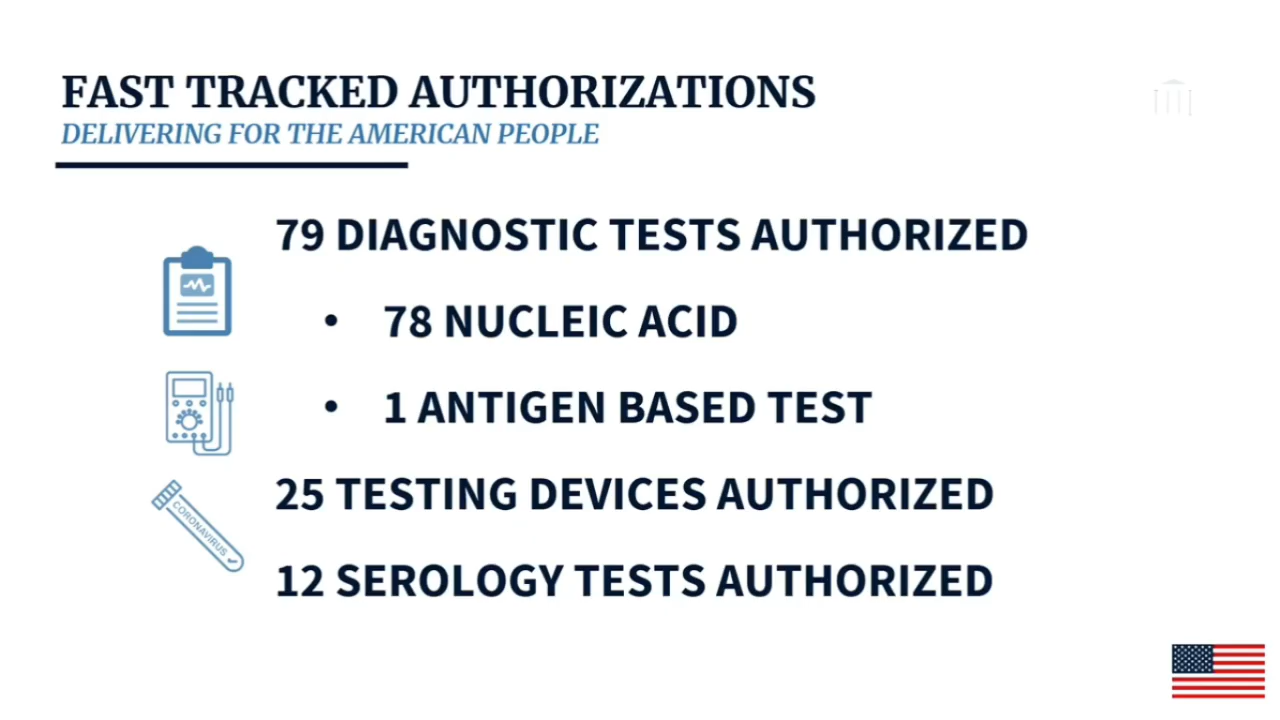 FAST TRACKED AUTHORIZATIONS
DELIVERING FOR THE AMERICAN PEOPLE
79 DIAGNOSTIC TESTS AUTHORIZED
• 78 NUCLEIC ACID
• 1 ANTIGEN BASED TEST
25 TESTING DEVICES AUTHORIZED
CORONAVIRUS
12 SEROLOGY TESTS AUTHORIZED